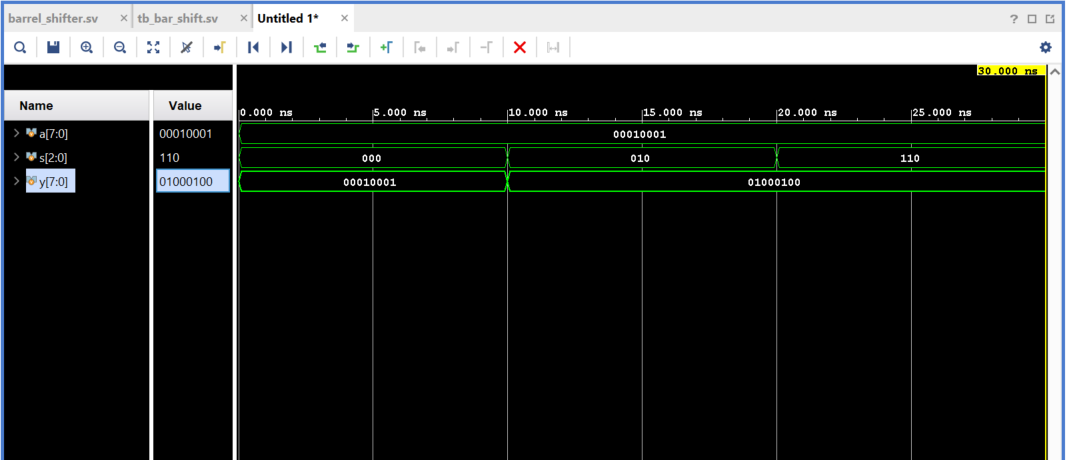 barrel_shifter.sv × tb_bar_shift.sv × Untitled 1* × ?
30.000 ns
Name Value 0.000 ns 5.000 ns 10.000 ns 15.000 ns 20.000 ns 25.000 ns
a[7:0] 00010001 00010001
s[2:0] 110 000 010 110
y[7:0] 01000100 00010001 01000100